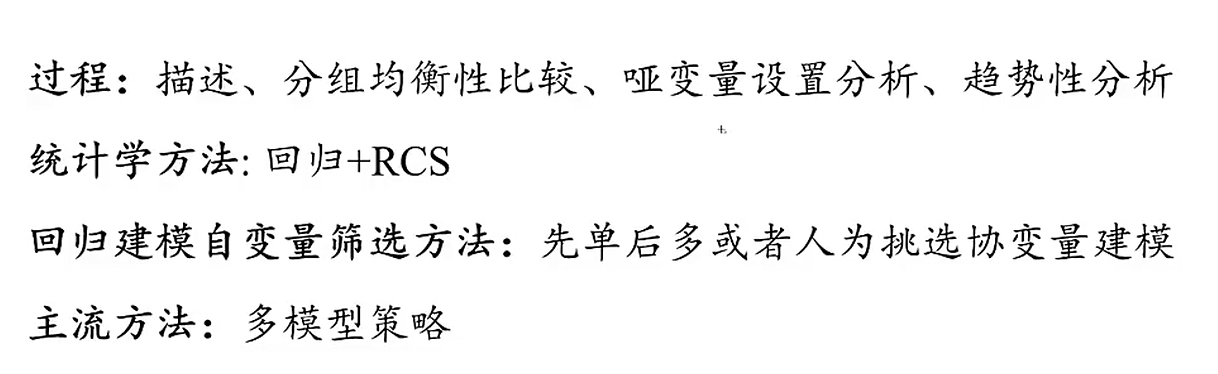 过程：描述、分组均衡性比较、哑变量设置分析、趋势性分析
统计学方法: 回归+RCS
回归建模自变量筛选方法：先单后多或者人为挑选协变量建模
主流方法：多模型策略